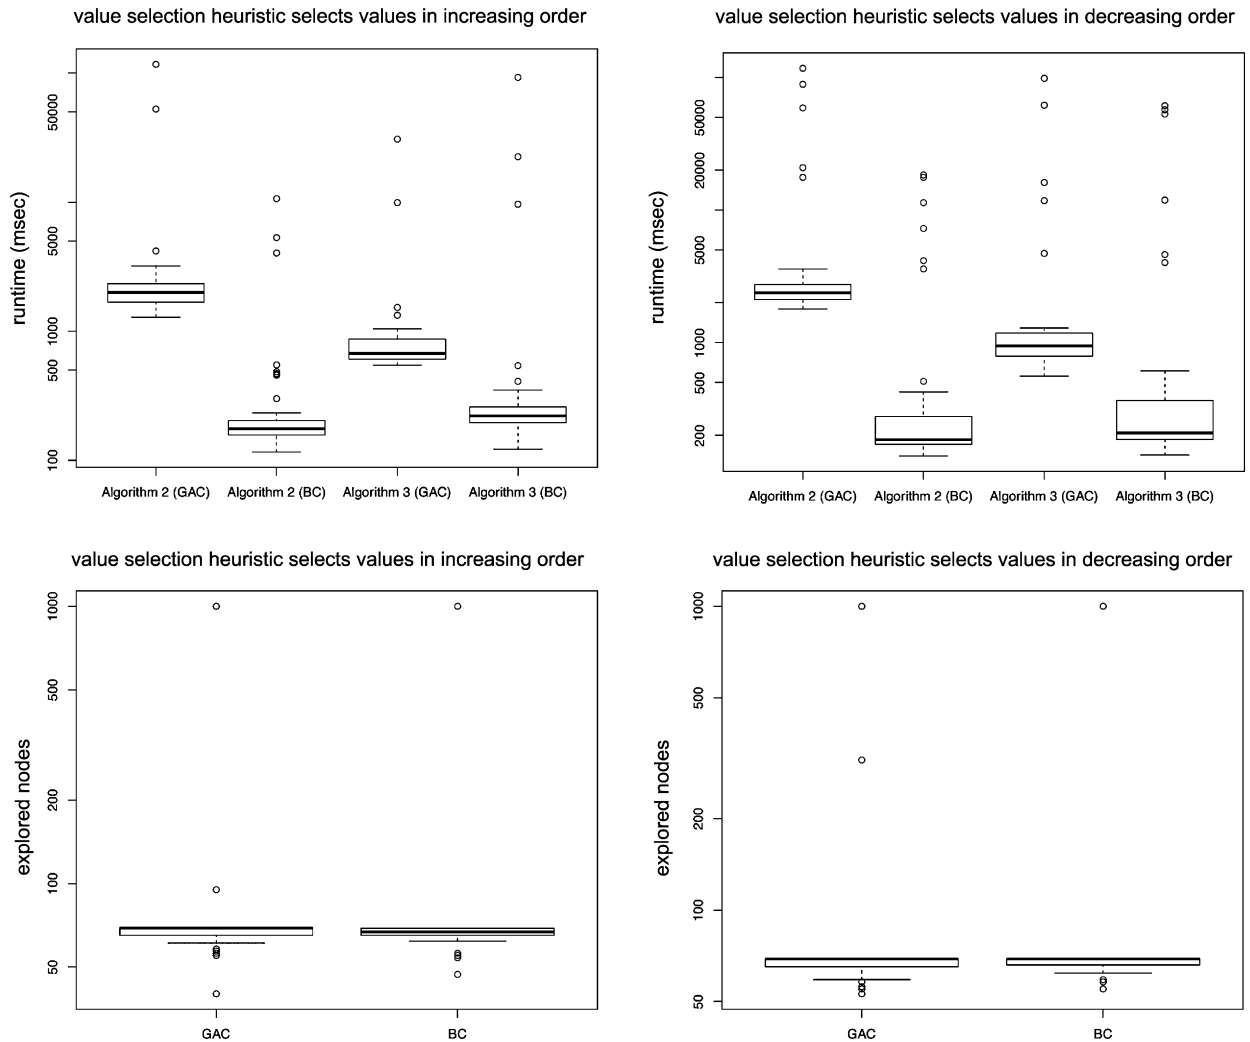 value selection heuristic selects values in increasing order
value selection heuristic selects values in decreasing order
runtime (msec)
50000
5000
1000
500
100
Algorithm 2 (GAC)
Algorithm 2 (BC)
Algorithm 3 (GAC)
Algorithm 3 (BC)
runtime (msec)
50000
20000
5000
1000
500
200
Algorithm 2 (GAC)
Algorithm 2 (BC)
Algorithm 3 (GAC)
Algorithm 3 (BC)
value selection heuristic selects values in increasing order
value selection heuristic selects values in decreasing order
explored nodes
1000
500
200
100
50
GAC
BC
explored nodes
1000
500
200
100
50
GAC
BC